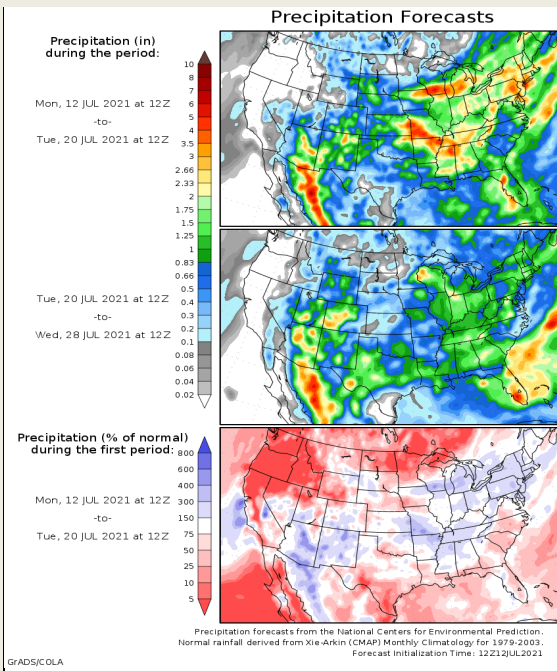 Precipitation Forecasts
Precipitation (in)
during the period:
Mon, 12 JUL 2021 at 12Z
-to-
Tue, 20 JUL 2021 at 12Z
10
8
7
6
5
4
3.5
3
2.66
2.33
2
1.75
1.5
1.25
1
0.83
0.66
0.5
0.4
0.3
0.2
0.1
0.08
0.06
0.04
0.02
Tue, 20 JUL 2021 at 12Z
-to-
Wed, 28 JUL 2021 at 12Z
Precipitation (% of normal)
during the first period:
Mon, 12 JUL 2021 at 12Z
-to-
Tue, 20 JUL 2021 at 12Z
800
600
400
300
150
75
50
25
10
5
Precipitation forecasts from the National Centers for Environmental Prediction.
Normal rainfall derived from Xie-Arkin (CMAP) Monthly Climatology for 1979-2003.
Forecast Initialization Time: 12Z12JUL2021
GrADS/COLA